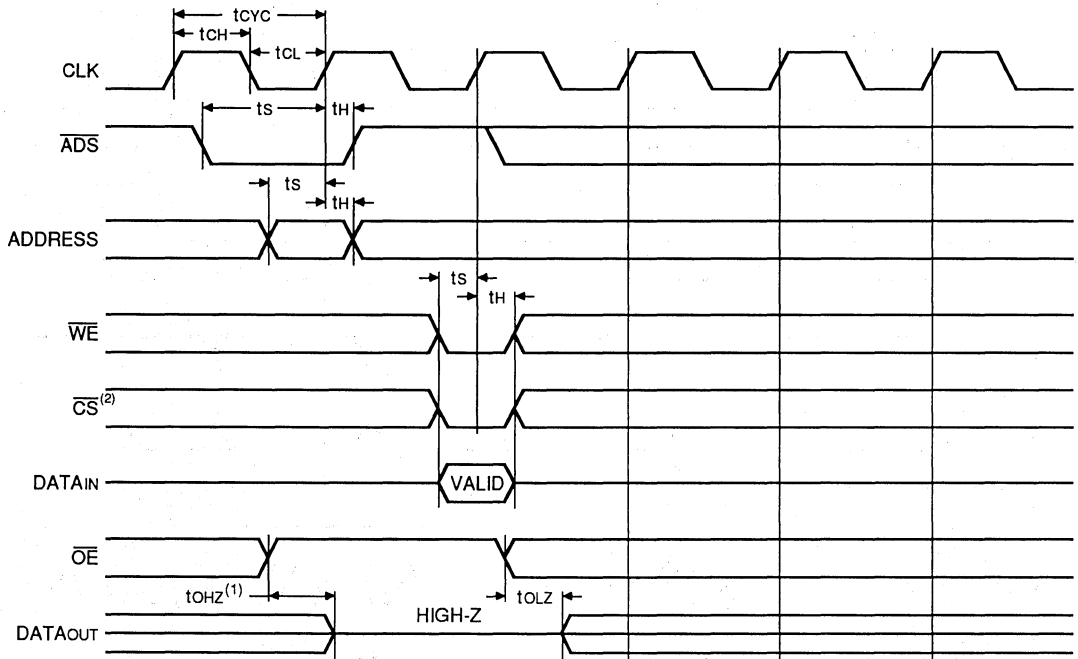 tCYC
tCH
tCL
CLK
tS
tH
ADS
tS
tH
ADDRESS
tS
tH
WE
CS(2)
DATAIN
VALID
OE
tOHZ(1)
tOLZ
HIGH-Z
DATAOUT